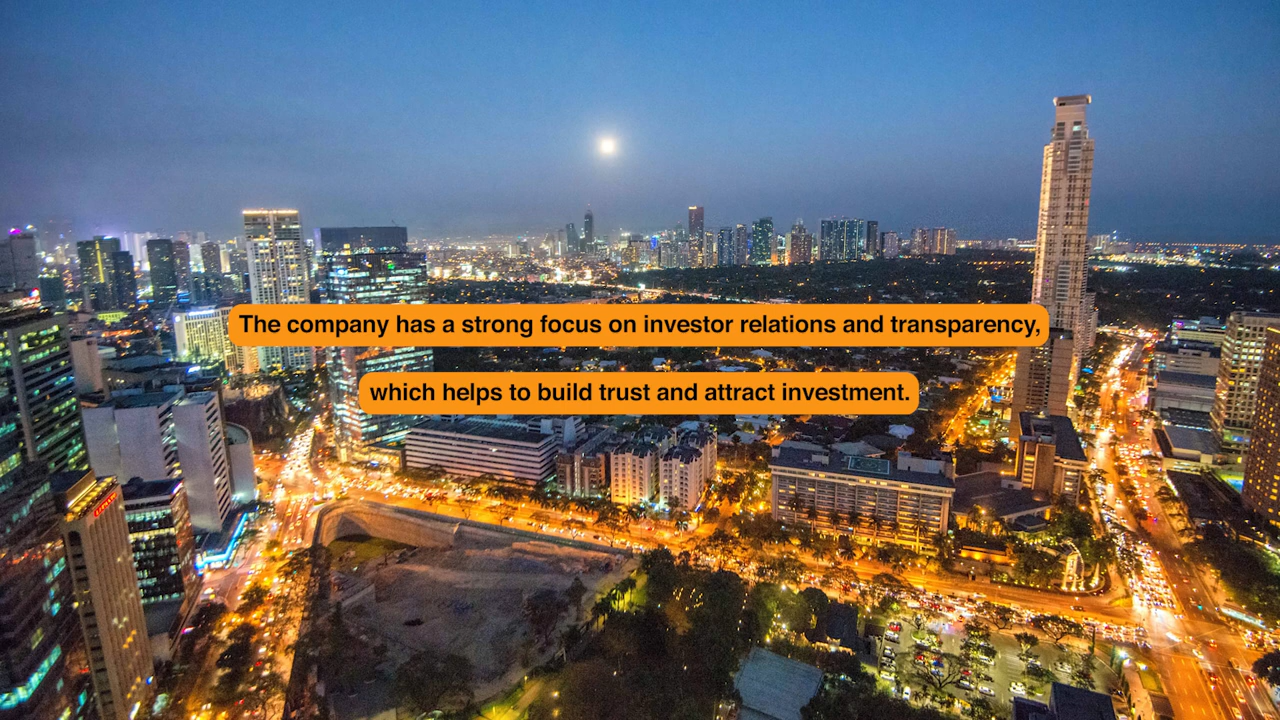 The company has a strong focus on investor relations and transparency,
which helps to build trust and attract investment.